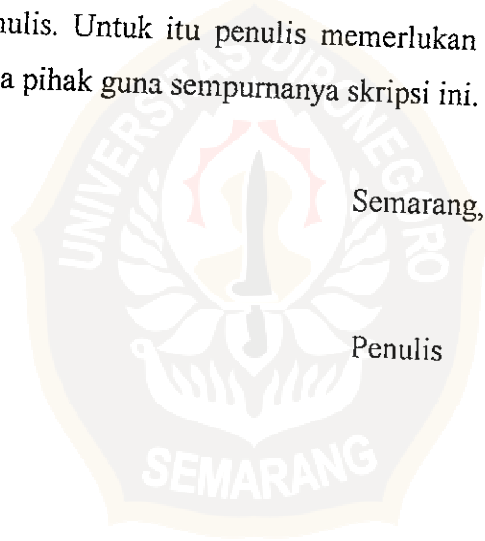 nulis. Untuk itu penulis memerlukan
a pihak guna sempurnanya skripsi ini.
Semarang,
Penulis
UNIVERSITAS DIPONEGORO
SEMARANG